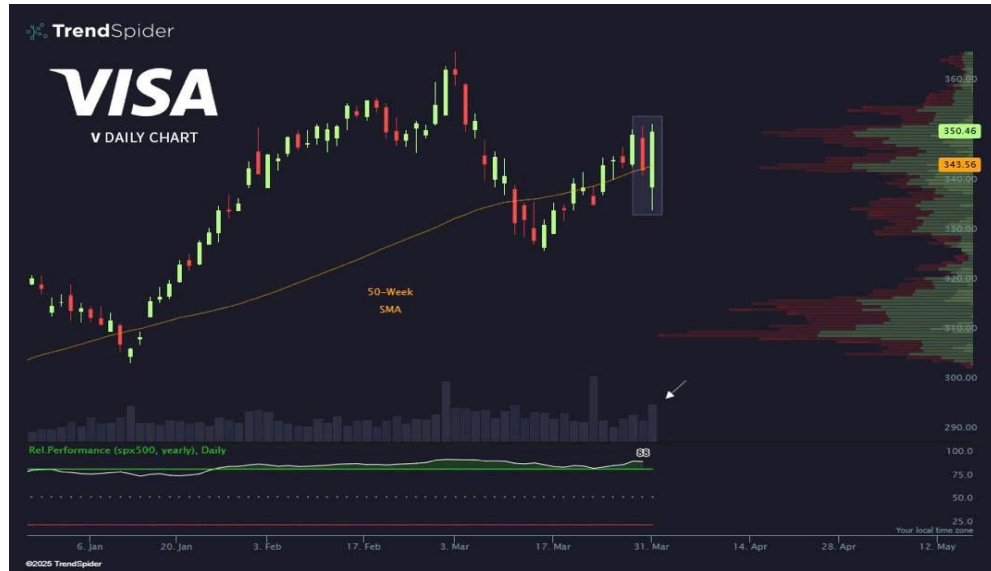 TrendSpider
VISA
V DAILY CHART
360.00
350.46
343.56
340.00
330.00
320.00
310.00
300.00
290.00
50-Week
SMA
Rel.Performance (spx500, yearly), Daily
88
100.0
75.0
50.0
25.0
Your local time zone
6. Jan 20. Jan 3. Feb 17. Feb 3. Mar 17. Mar 31. Mar 14. Apr 28. Apr 12. May
©2025 TrendSpider